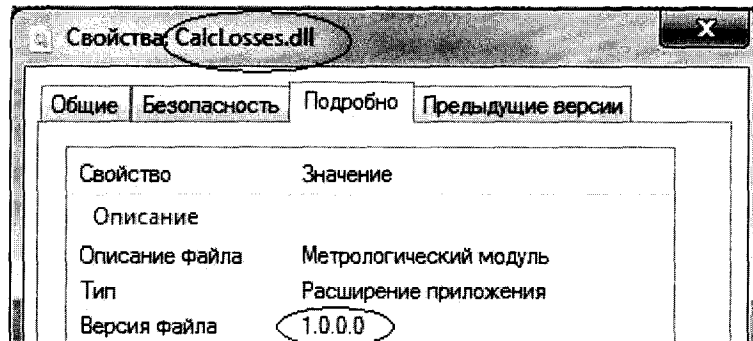 Свойства: CalcLosses.dll
Общие Безопасность Подробно Предыдущие версии
Свойство Значение
Описание
Описание файла Метрологический модуль
Тип Расширение приложения
Версия файла 1.0.0.0